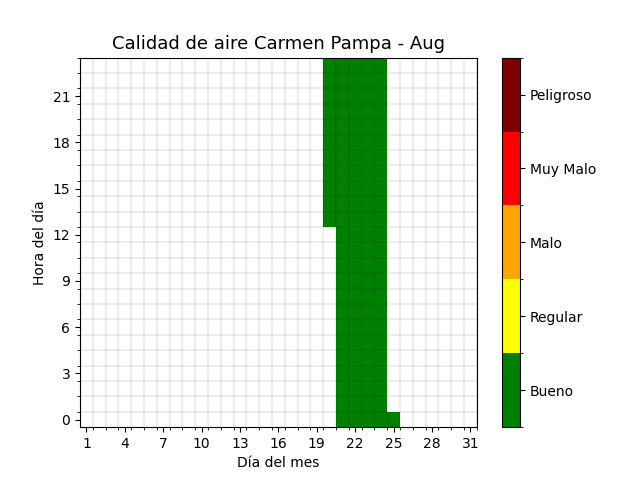 Calidad de aire Carmen Pampa - Aug
Hora del día
21
18
15
12
9
6
3
0
1 4 7 10 13 16 19 22 25 28 31
Día del mes
Peligroso
Muy Malo
Malo
Regular
Bueno